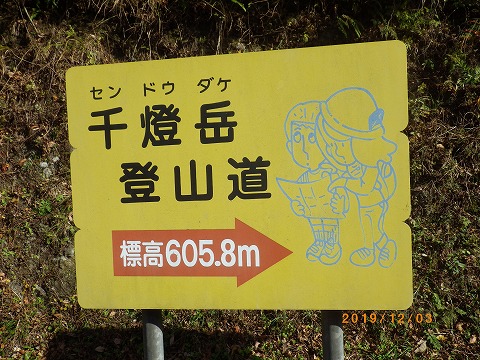 セン ドウ ダケ
千燈岳
登山道
標高605.8m
2019/12/03